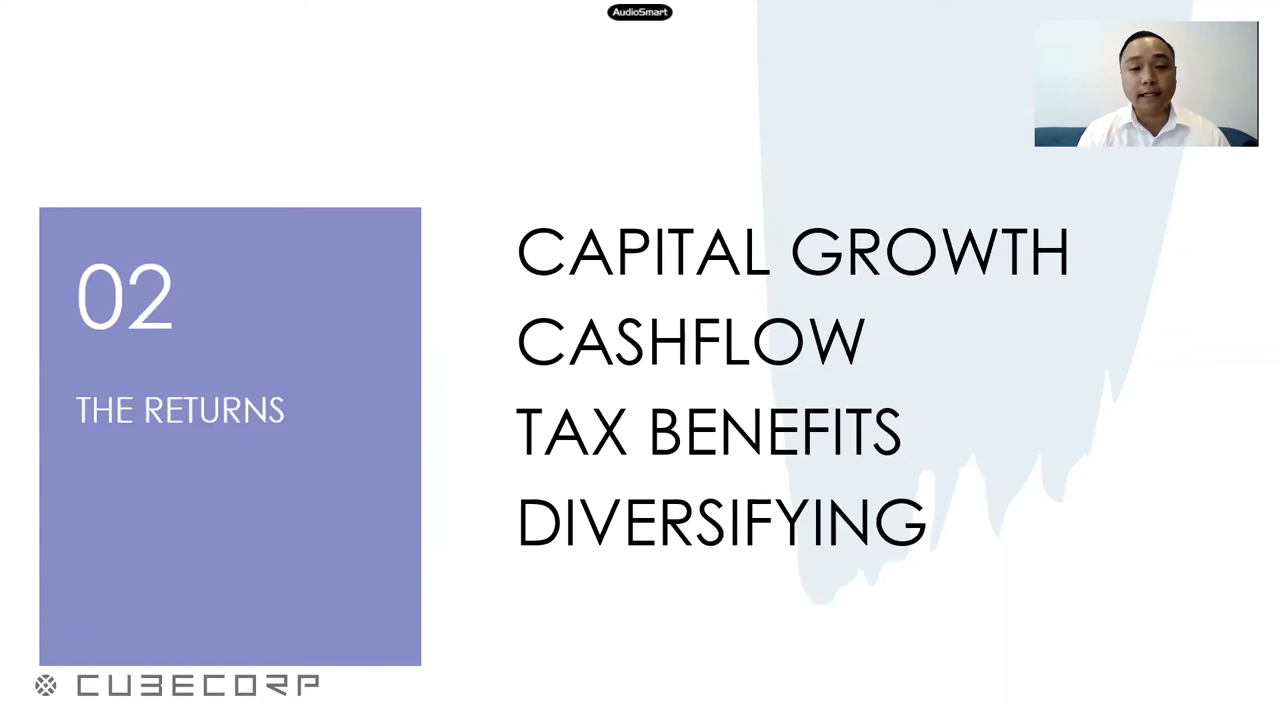 AudioSmart
02
THE RETURNS
CAPITAL GROWTH
CASHFLOW
TAX BENEFITS
DIVERSIFYING
CUBECORP